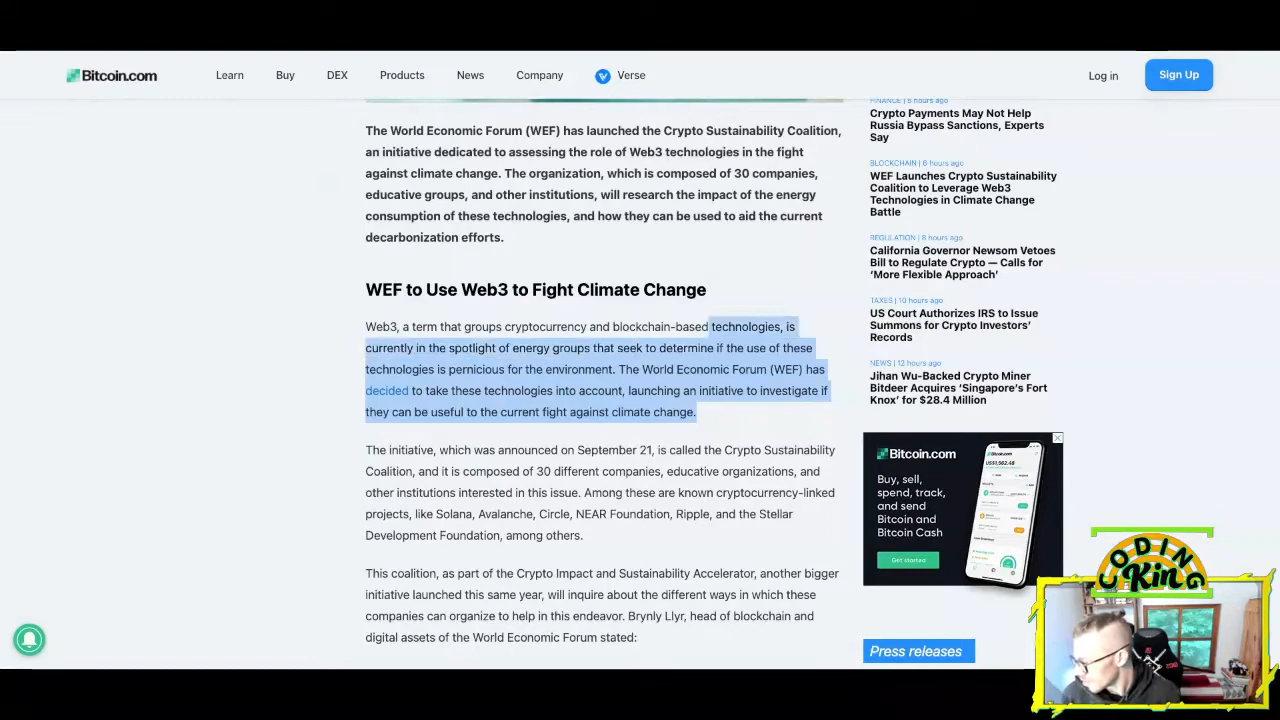 Bitcoin.com
Learn
Buy
DEX
Products
News
Company
Verse
Log in
Sign Up
The World Economic Forum (WEF) has launched the Crypto Sustainability Coalition,
an initiative dedicated to assessing the role of Web3 technologies in the fight
against climate change. The organization, which is composed of 30 companies,
educative groups, and other institutions, will research the impact of the energy
consumption of these technologies, and how they can be used to aid the current
decarbonization efforts.
WEF to Use Web3 to Fight Climate Change
Web3, a term that groups cryptocurrency and blockchain-based technologies, is
currently in the spotlight of energy groups that seek to determine if the use of these
technologies is pernicious for the environment. The World Economic Forum (WEF) has
decided to take these technologies into account, launching an initiative to investigate if
they can be useful to the current fight against climate change.
The initiative, which was announced on September 21, is called the Crypto Sustainability
Coalition, and it is composed of 30 different companies, educative organizations, and
other institutions interested in this issue. Among these are known cryptocurrency-linked
projects, like Solana, Avalanche, Circle, NEAR Foundation, Ripple, and the Stellar
Development Foundation, among others.
This coalition, as part of the Crypto Impact and Sustainability Accelerator, another bigger
initiative launched this same year, will inquire about the different ways in which these
companies can organize to help in this endeavor. Brynly Llyr, head of blockchain and
digital assets of the World Economic Forum stated:
FINANCE | 5 hours ago
Crypto Payments May Not Help
Russia Bypass Sanctions, Experts
Say
BLOCKCHAIN | 6 hours ago
WEF Launches Crypto Sustainability
Coalition to Leverage Web3
Technologies in Climate Change
Battle
REGULATION | 8 hours ago
California Governor Newsom Vetoes
Bill to Regulate Crypto — Calls for
‘More Flexible Approach’
TAXES | 10 hours ago
US Court Authorizes IRS to Issue
Summons for Crypto Investors’
Records
NEWS | 12 hours ago
Jihan Wu-Backed Crypto Miner
Bitdeer Acquires ‘Singapore’s Fort
Knox’ for $28.4 Million
Bitcoin.com
Buy, sell,
spend, track,
and send
Bitcoin and
Bitcoin Cash
Get started
Press releases
CODING
King